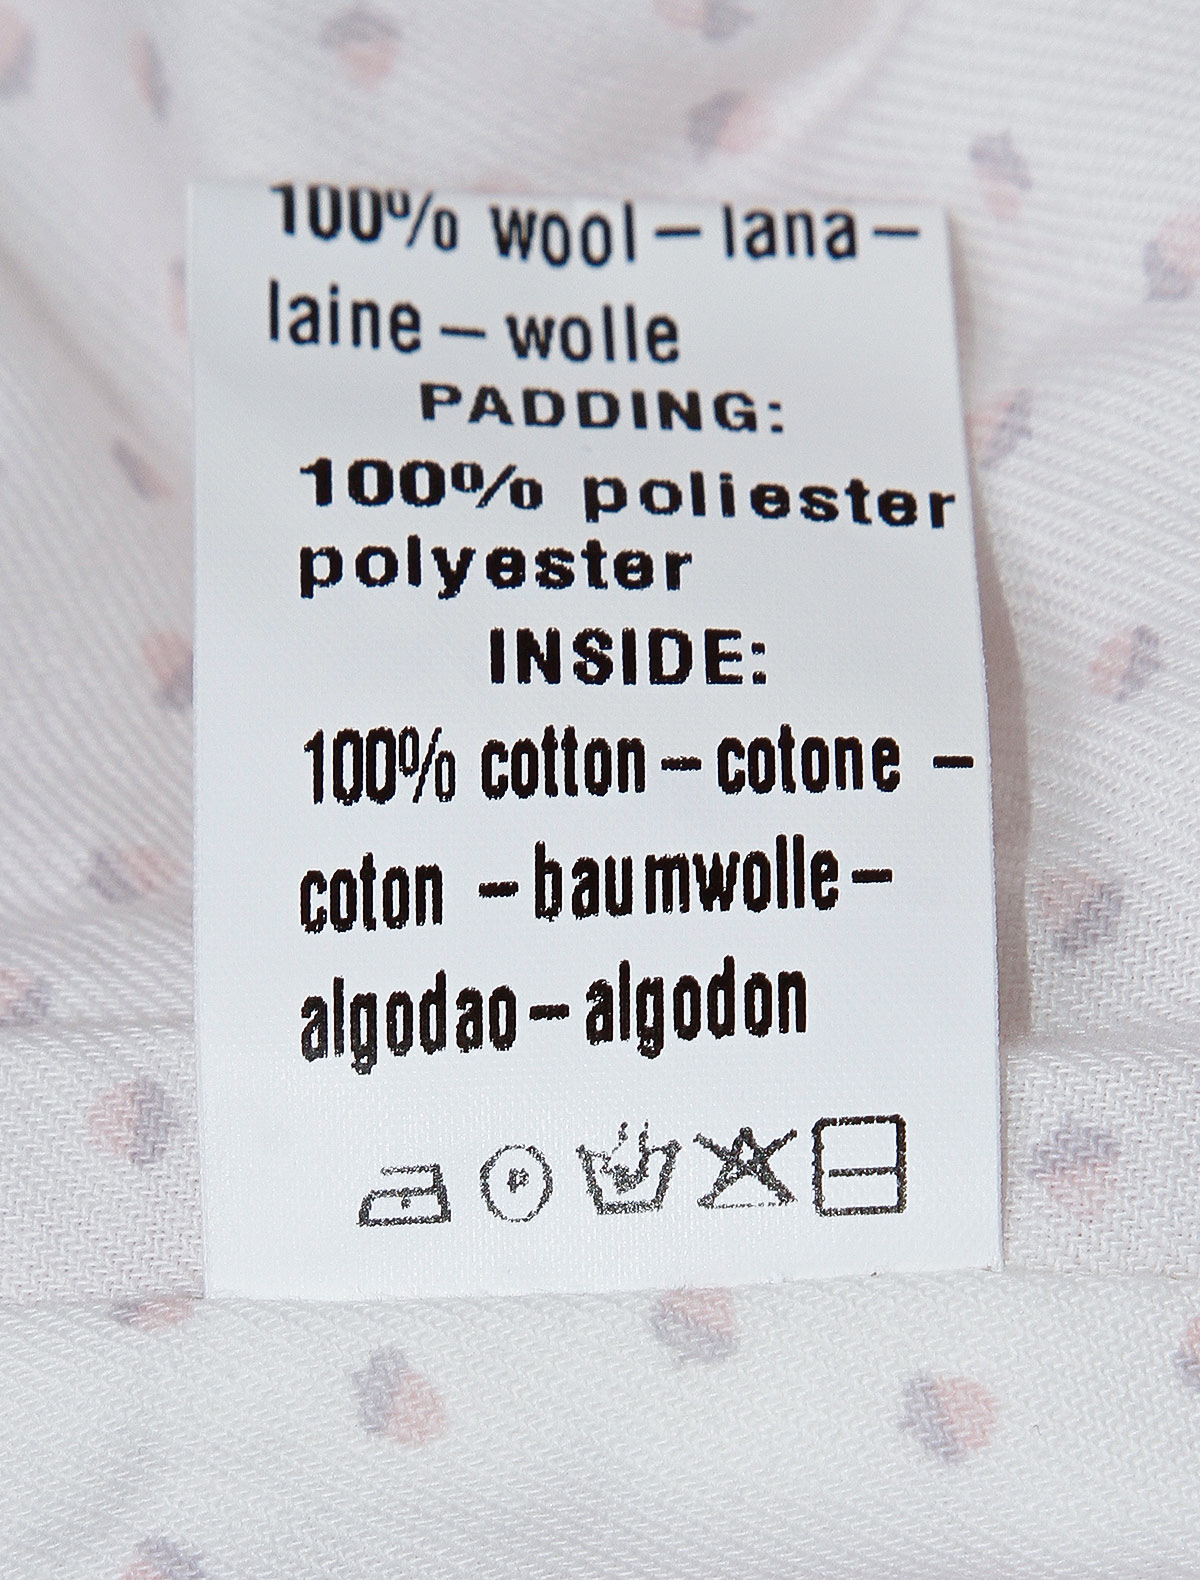 100% wool – lana –
laine – wolle
PADDING:
100% poliester
polyester
INSIDE:
100% cotton – cotone –
coton – baumwolle –
algodao – algodon
P